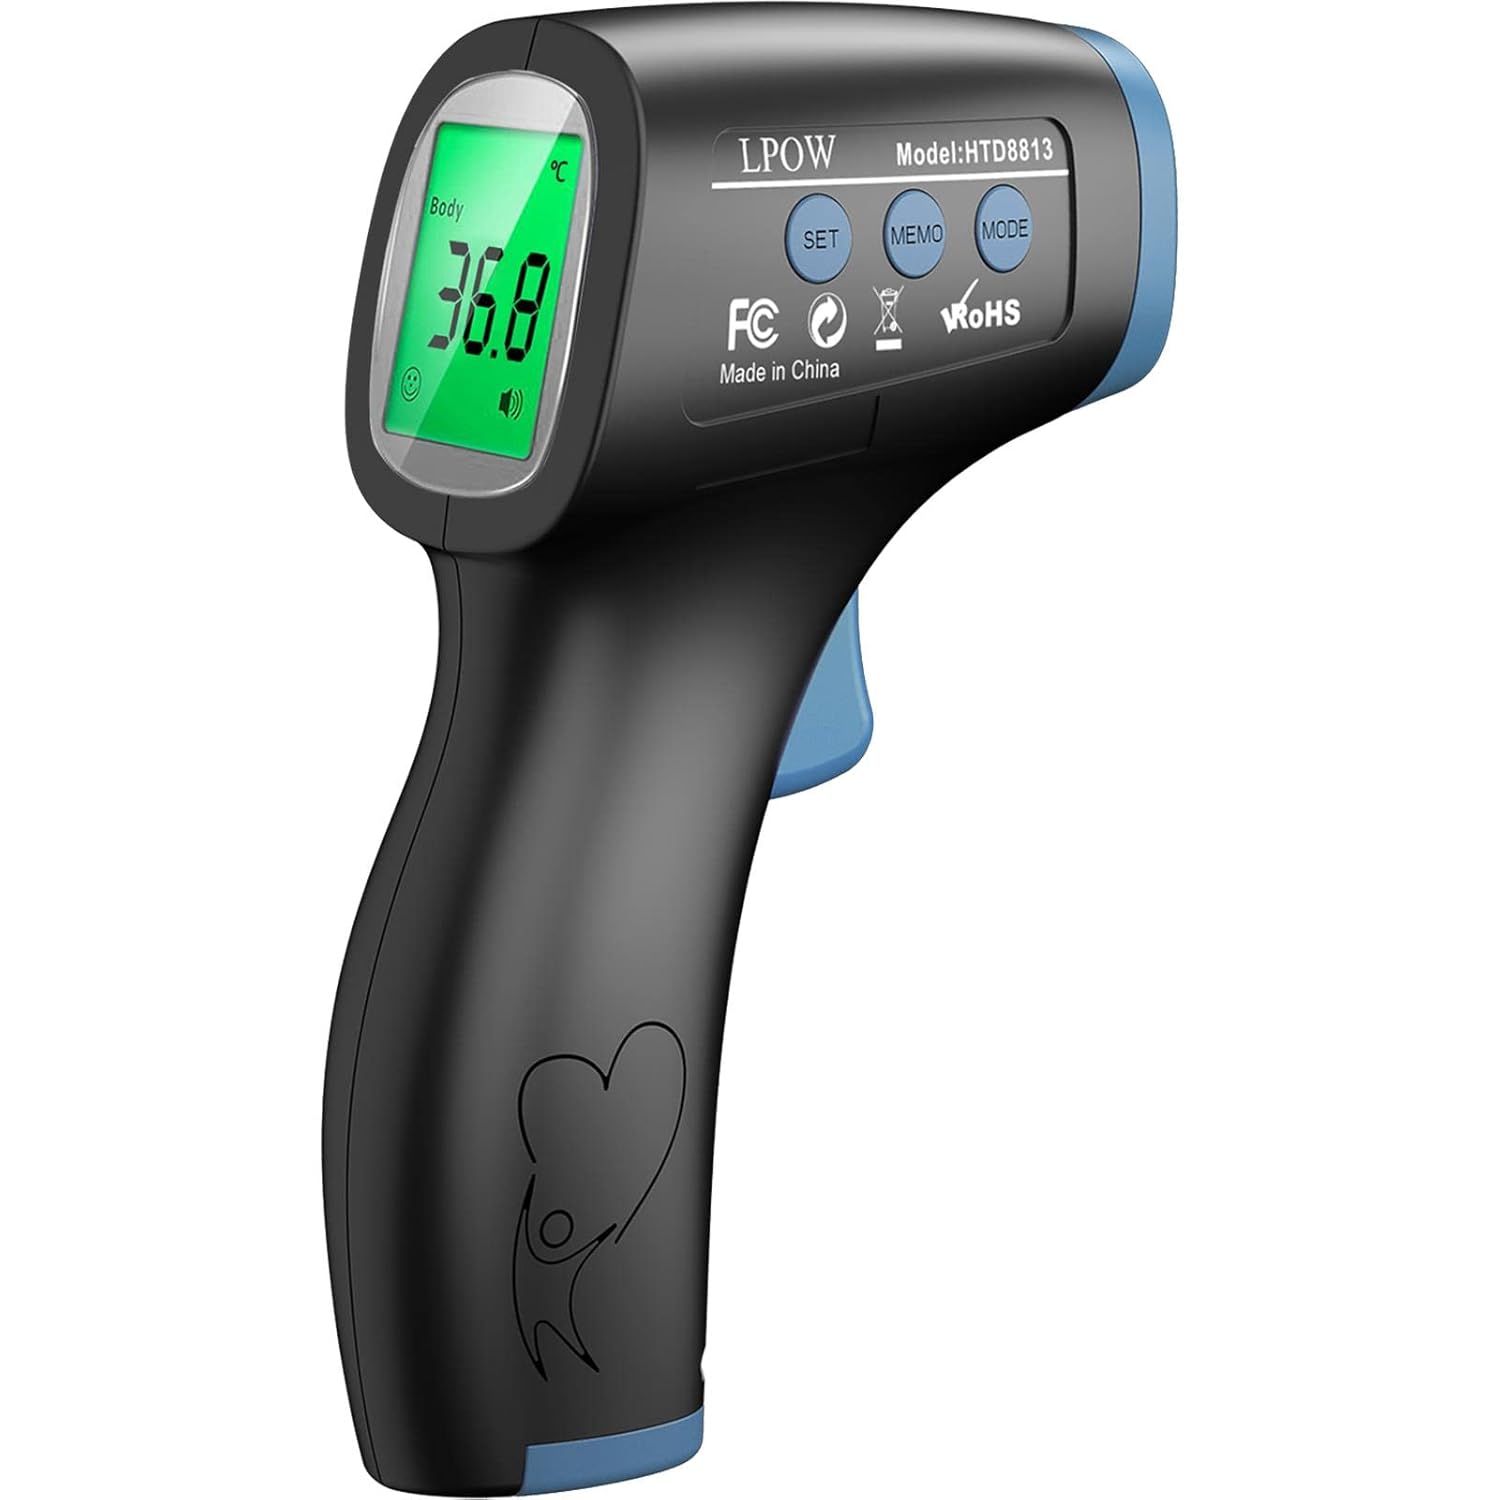 ℃
Body
36.8
LPOW
Model:HTD8813
SET
MEMO
MODE
FC
RoHS
Made in China